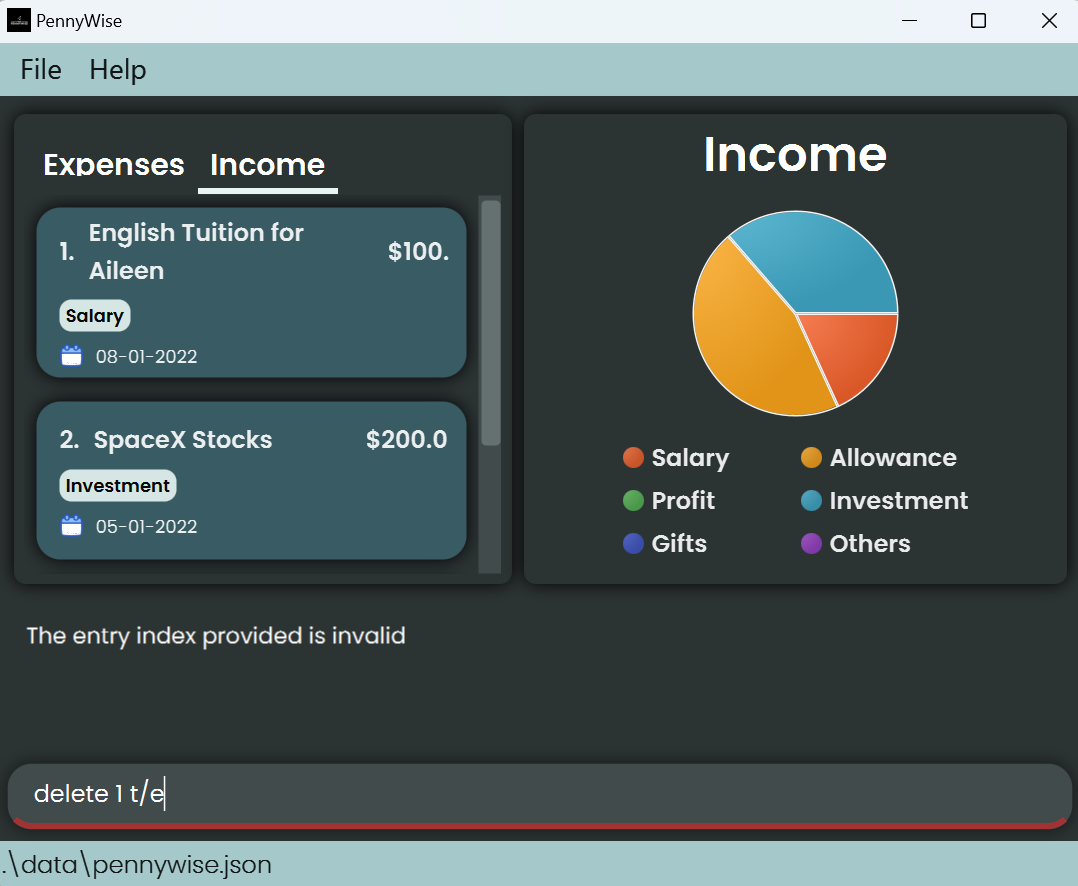 PennyWise
File Help
Expenses Income
1. English Tuition for Aileen $100.
Salary
08-01-2022
2. SpaceX Stocks $200.0
Investment
05-01-2022
Income
Salary Allowance
Profit Investment
Gifts Others
The entry index provided is invalid
delete 1 t/e
.\data\pennywise.json